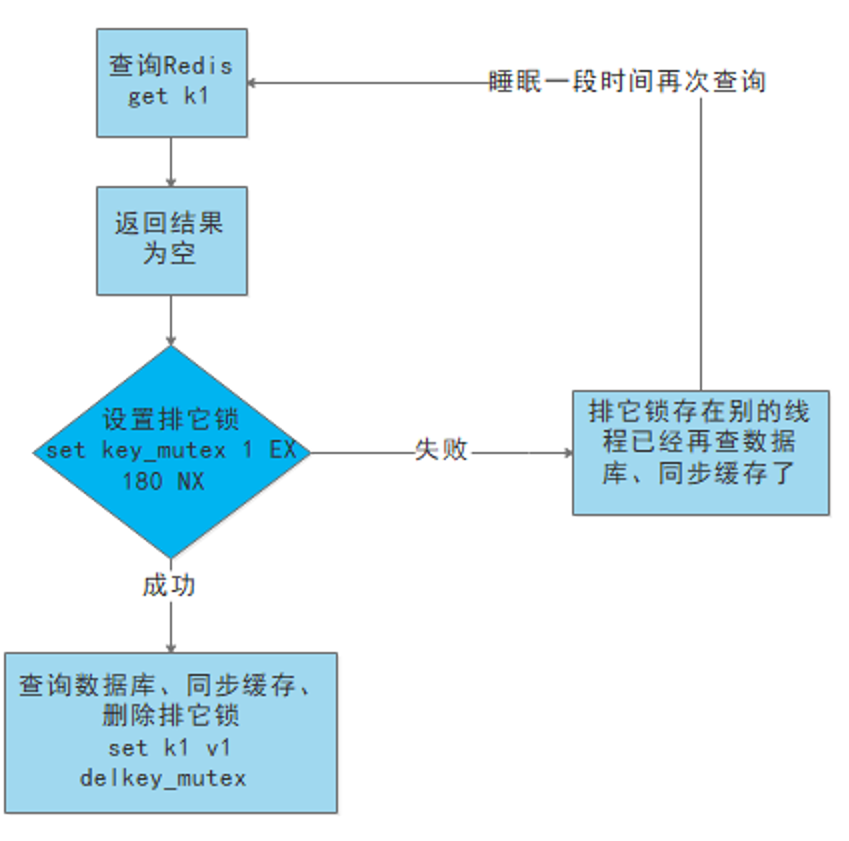 查询Redis
get k1
睡眠一段时间再次查询
返回结果
为空
设置排它锁
set key_mutex 1 EX
180 NX
失败
排它锁存在别的线
程已经再查数据
库、同步缓存了
成功
查询数据库、同步缓存、
删除排它锁
set k1 v1
delkey_mutex